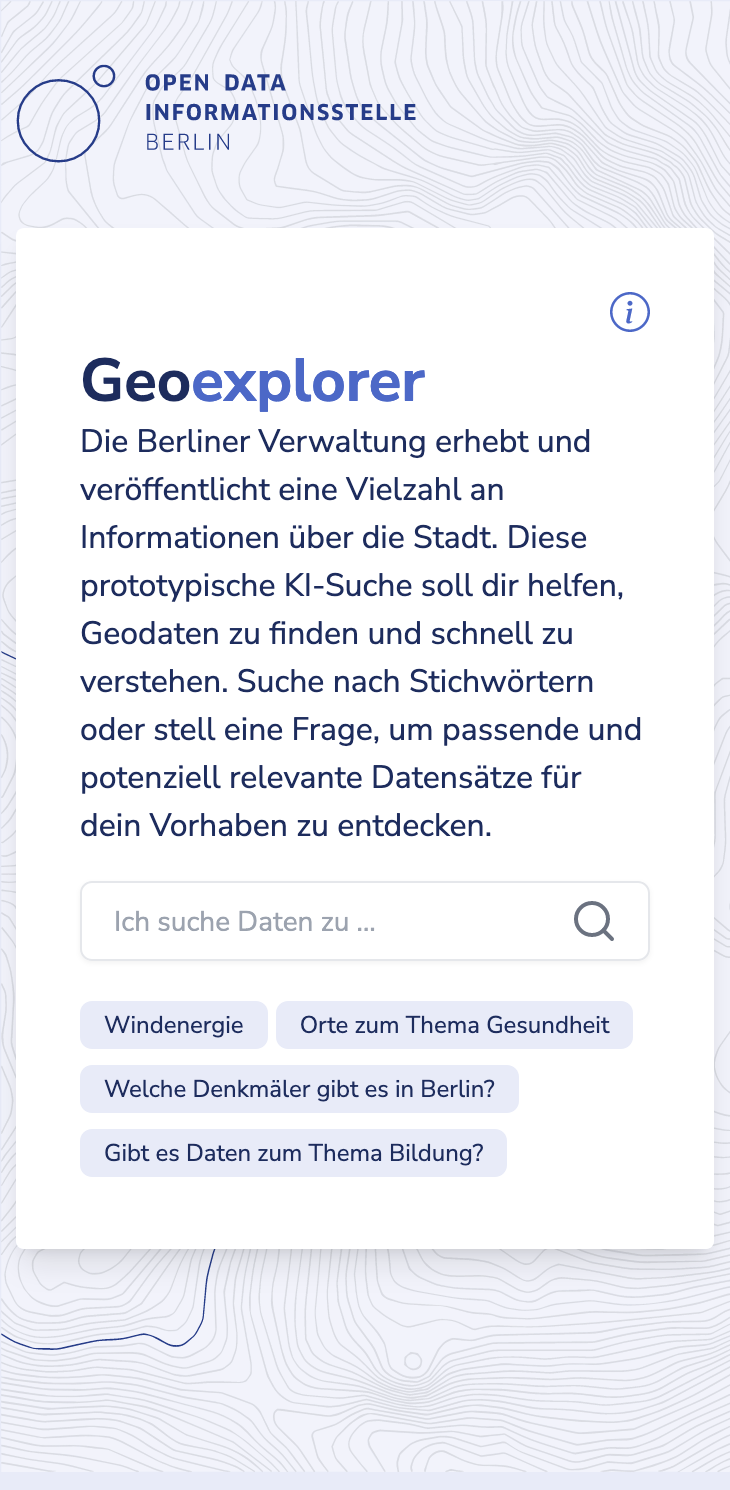 OPEN DATA
INFORMATIONSSTELLE
BERLIN
i
Geoexplorer
Die Berliner Verwaltung erhebt und
veröffentlicht eine Vielzahl an
Informationen über die Stadt. Diese
prototypische KI-Suche soll dir helfen,
Geodaten zu finden und schnell zu
verstehen. Suche nach Stichwörtern
oder stell eine Frage, um passende und
potenziell relevante Datensätze für
dein Vorhaben zu entdecken.
Ich suche Daten zu ...
Windenergie
Orte zum Thema Gesundheit
Welche Denkmäler gibt es in Berlin?
Gibt es Daten zum Thema Bildung?